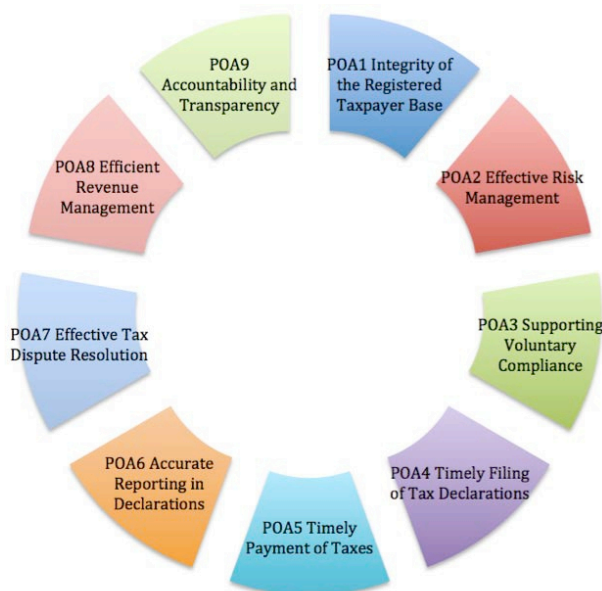 POA1 Integrity of
the Registered
Taxpayer Base
POA2 Effective Risk
Management
POA3 Supporting
Voluntary
Compliance
POA4 Timely Filing
of Tax Declarations
POA5 Timely
Payment of Taxes
POA6 Accurate
Reporting in
Declarations
POA7 Effective Tax
Dispute Resolution
POA8 Efficient
Revenue
Management
POA9
Accountability and
Transparency